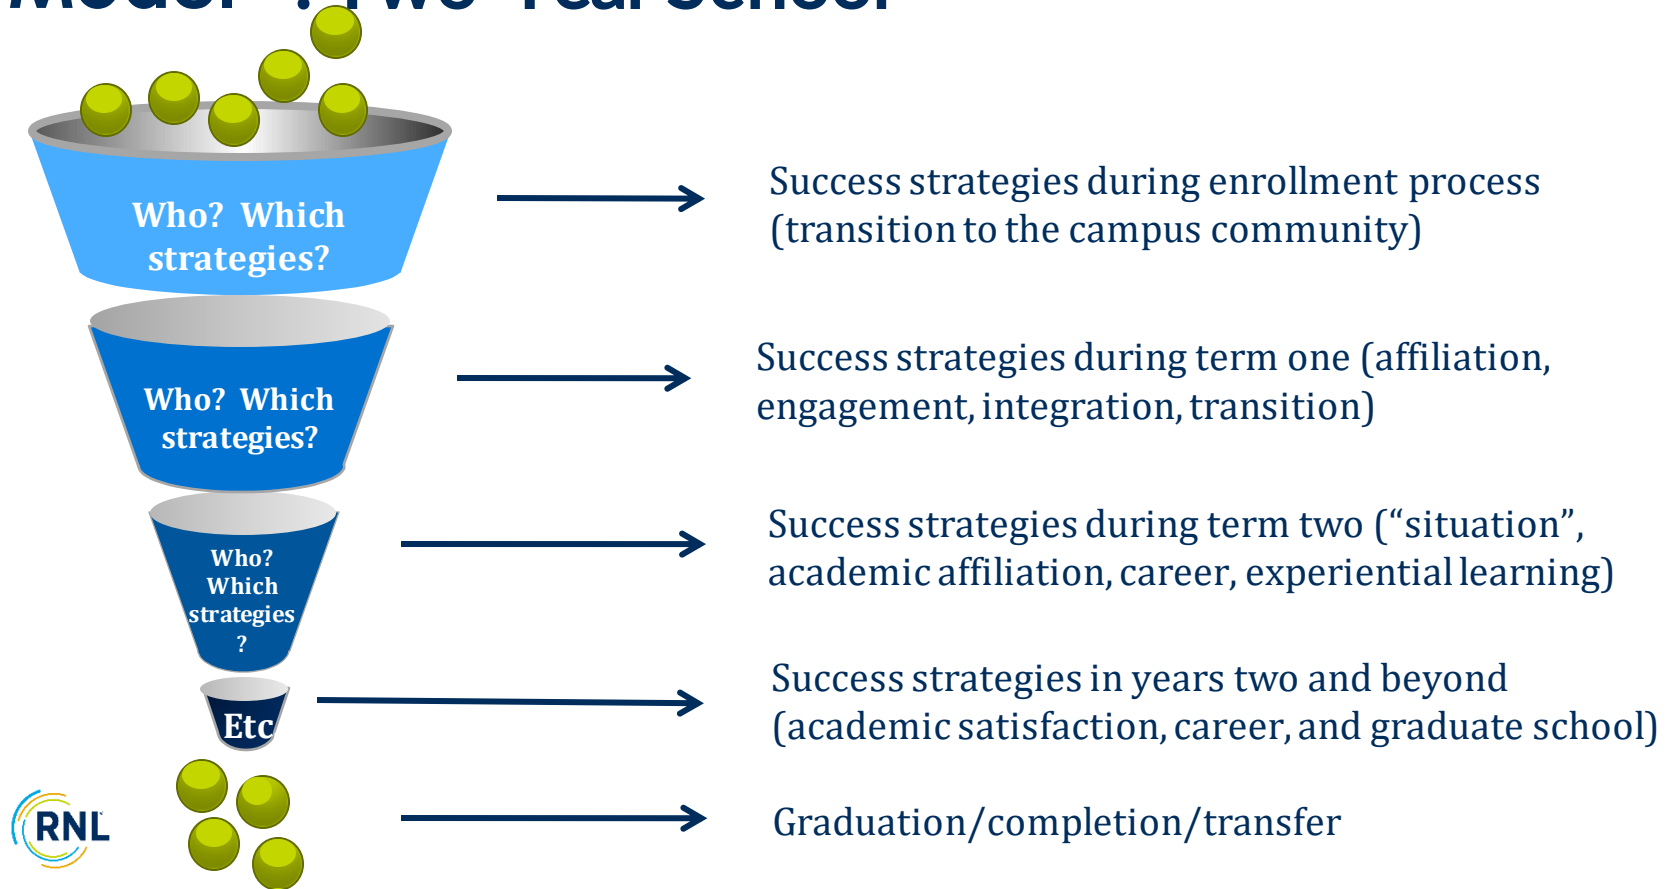 Who? Which
strategies?
Success strategies during enrollment process
(transition to the campus community)
Who? Which
strategies?
Success strategies during term one (affiliation,
engagement, integration, transition)
Who?
Which
strategies
?
Success strategies during term two (“situation”,
academic affiliation, career, experiential learning)
Etc
Success strategies in years two and beyond
(academic satisfaction, career, and graduate school)
RNL
Graduation/completion/transfer